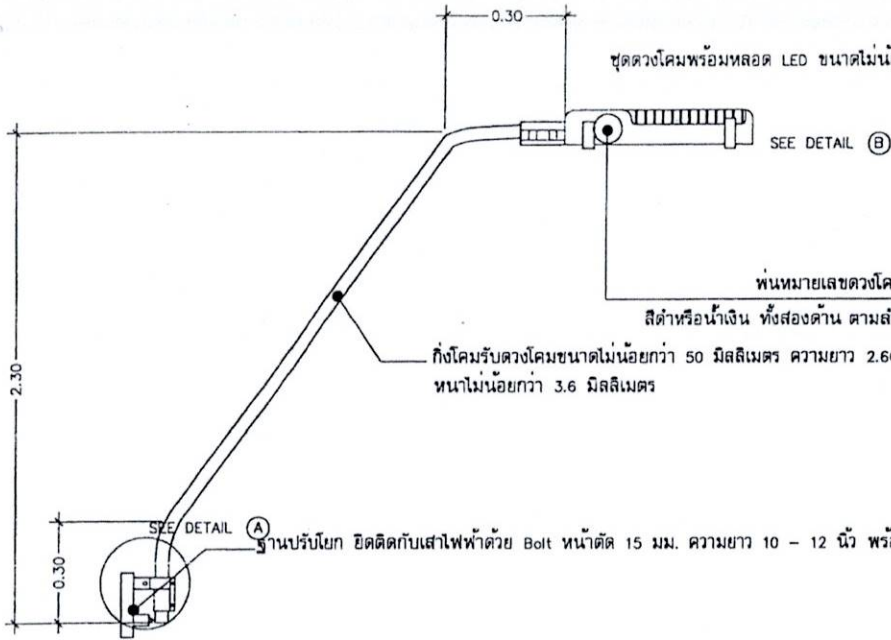 0.30
ชุดดวงโคมพร้อมหลอด LED ขนาดไม่
SEE DETAIL B
2.30
พ่นหมายเลขดวงโค
สีดำหรือน้ำเงิน ทั้งสองด้าน
กิ่งโคมรับดวงโคมขนาดไม่น้อยกว่า 50 มิลลิเมตร ความยาว
หนาไม่น้อยกว่า 3.6 มิลลิเมตร
SEE DETAIL A
ฐานปรับโยก ยึดติดกับเสาไฟฟ้าด้วย Bolt หน้าตัด 15 มม. ความยาว 10 - 12 นิ้ว
0.30